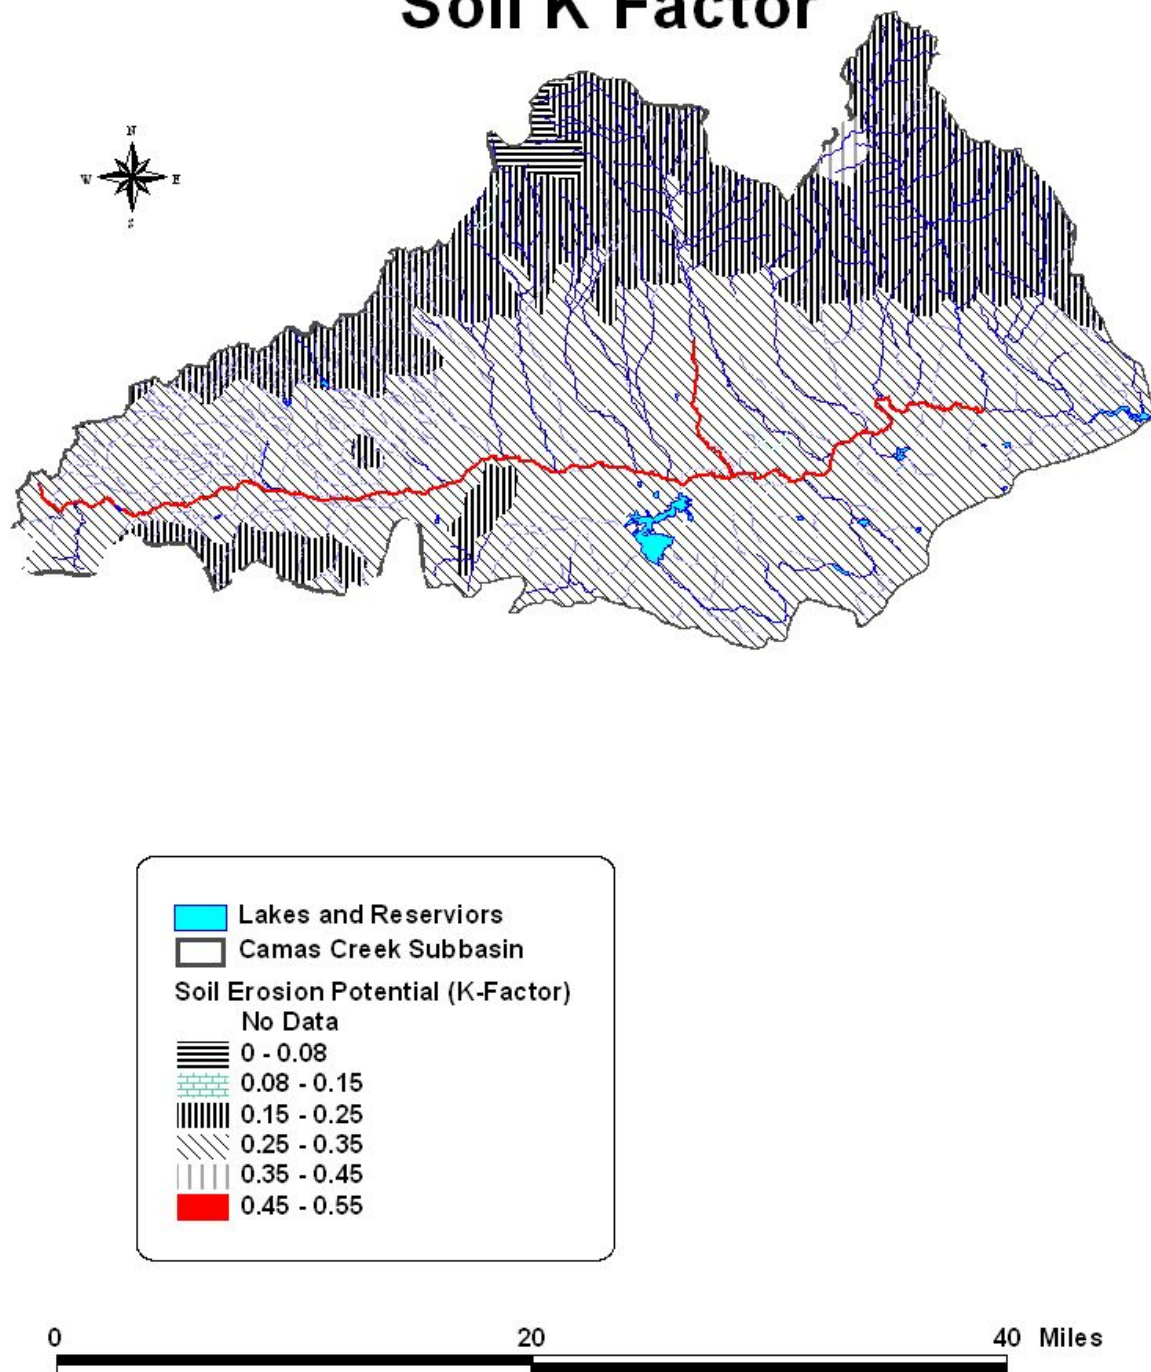 Soil K Factor
N
W E
S
Lakes and Reserviors
Camas Creek Subbasin
Soil Erosion Potential (K-Factor)
No Data
0 - 0.08
0.08 - 0.15
0.15 - 0.25
0.25 - 0.35
0.35 - 0.45
0.45 - 0.55
0 20 40 Miles